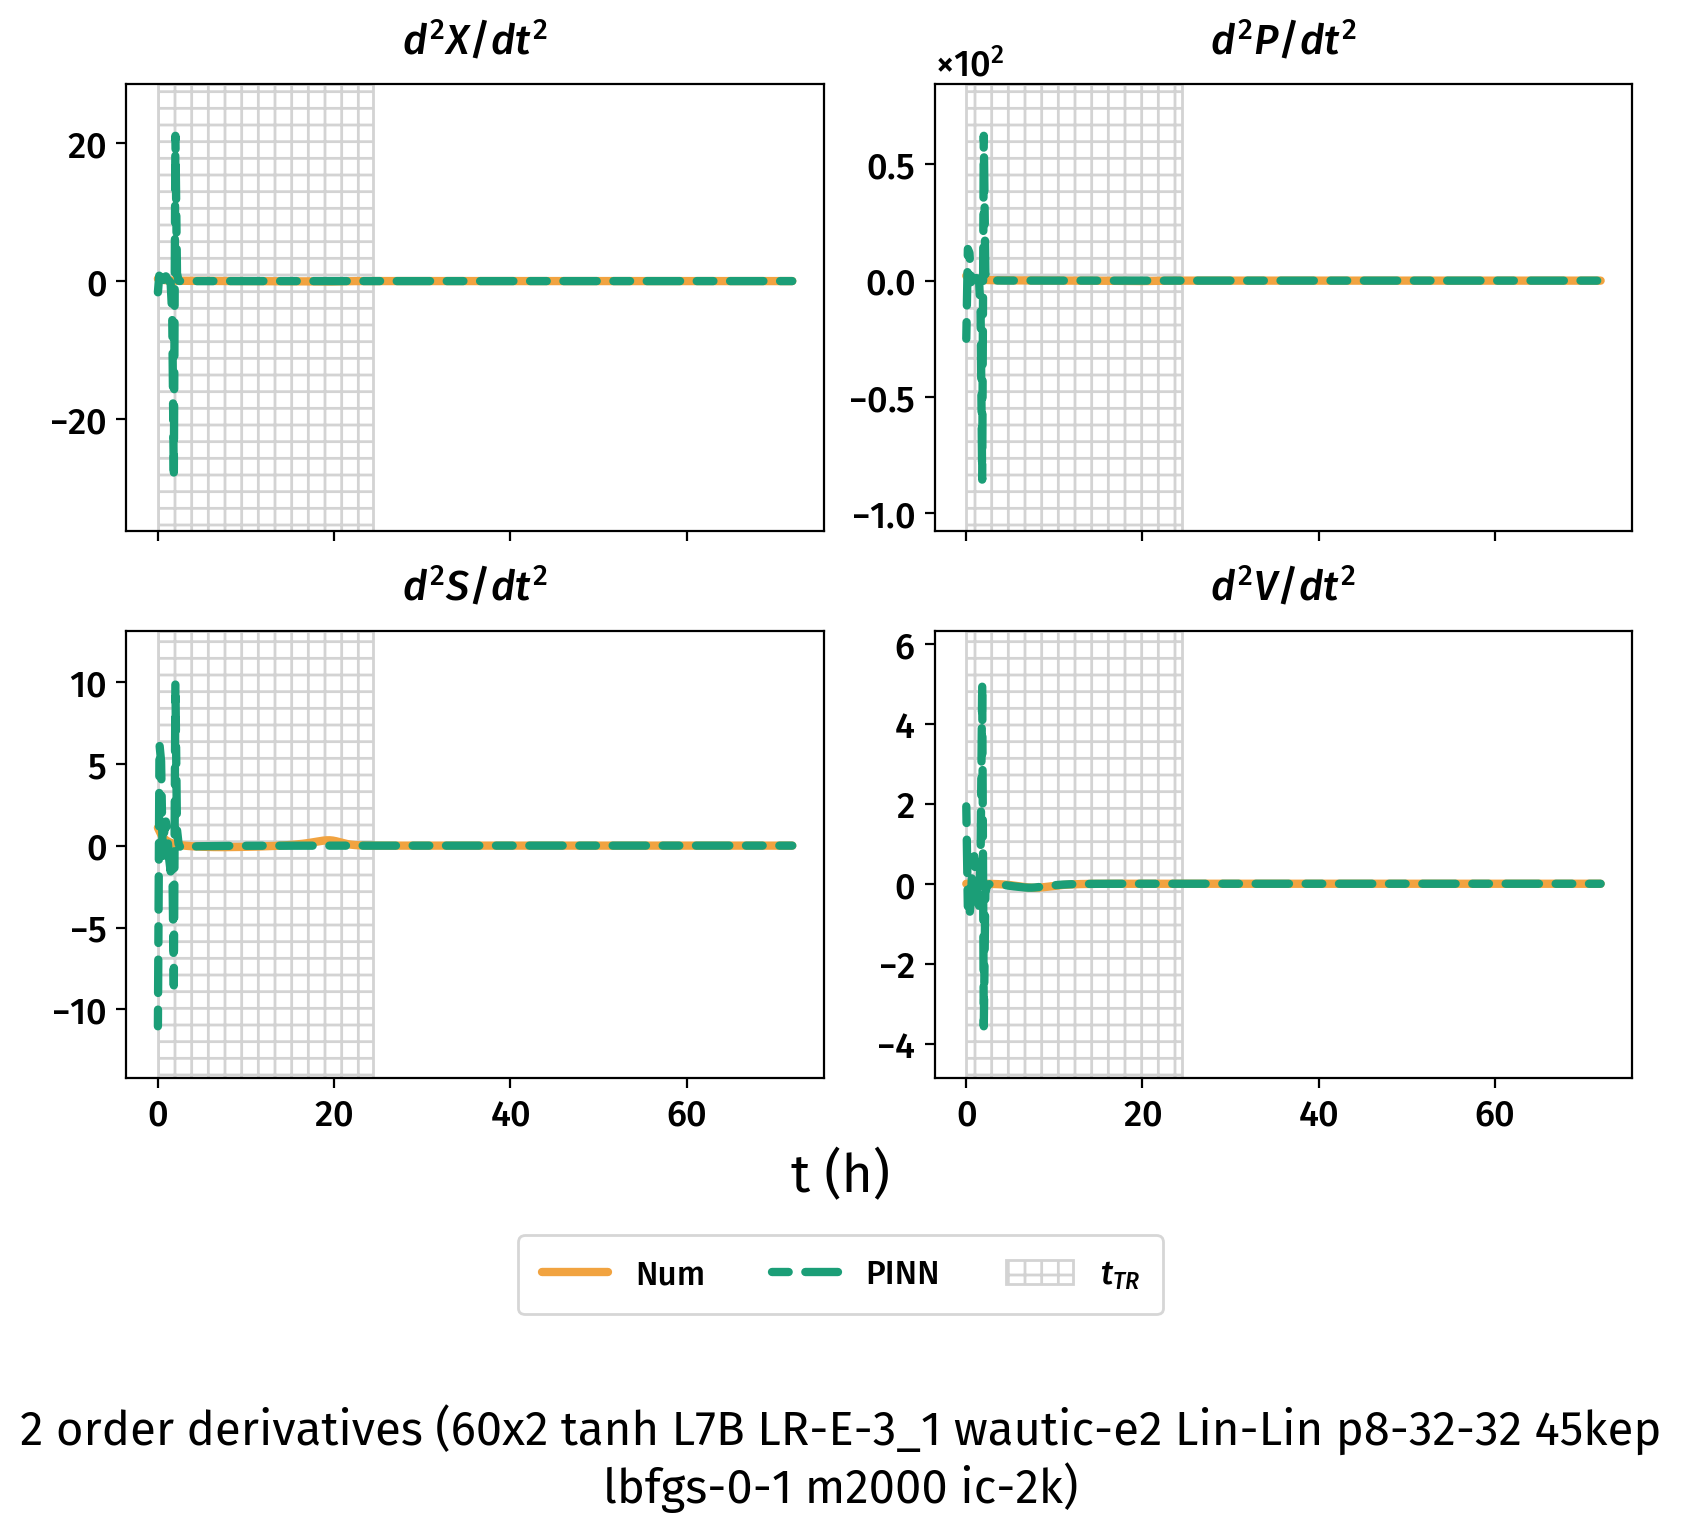 d²X/dt²
20
0
−20
d²P/dt²
×10²
0.5
0.0
−0.5
−1.0
d²S/dt²
10
5
0
−5
−10
0 20 40 60
d²V/dt²
6
4
2
0
−2
−4
0 20 40 60
t (h)
Num PINN t_TR
2 order derivatives (60x2 tanh L7B LR-E-3_1 wautic-e2 Lin-Lin p8-32-32 45kep
lbfgs-0-1 m2000 ic-2k)